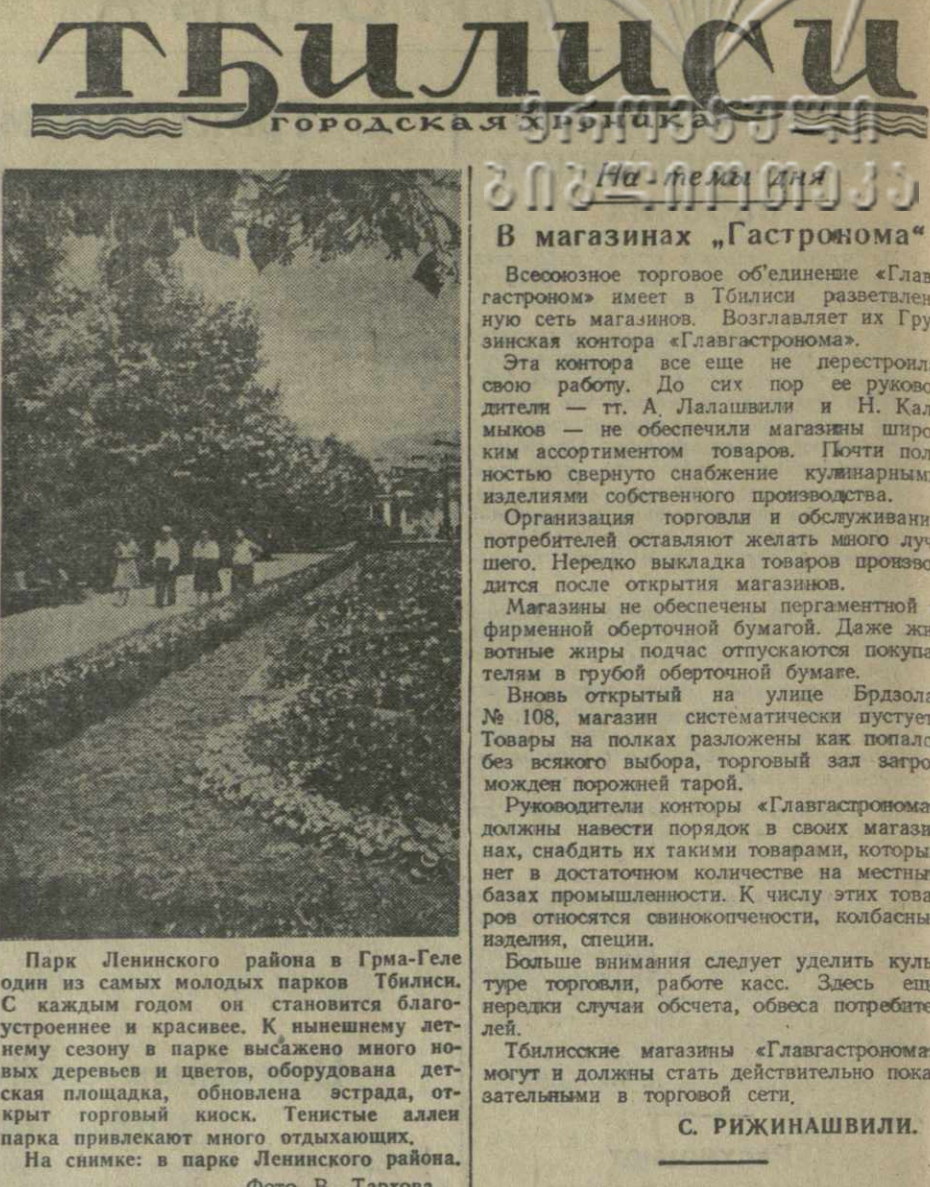 ТБИЛИСИ
ГОРОДСКАЯ ХРОНИКА
ეროვნული
ბიბლიოთეკა
На темы дня
В магазинах „Гастронома“
Всесоюзное торговое об'единение «Глав
гастроном» имеет в Тбилиси разветвлен
ную сеть магазинов. Возглавляет их Гру
зинская контора «Главгастронома».
Эта контора все еще не перестроил
свою работу. До сих пор ее руково
дители — тт. А. Лалашвили и Н. Кал
мыков — не обеспечили магазины широ
ким ассортиментом товаров. Почти пол
ностью свернуто снабжение кулинарным
изделиями собственного производства.
Организация торговли и обслуживани
потребителей оставляют желать много луч
шего. Нередко выкладка товаров произво
дится после открытия магазинов.
Магазины не обеспечены пергаментной
фирменной оберточной бумагой. Даже жи
вотные жиры подчас отпускаются покупа
телям в грубой оберточной бумаге.
Вновь открытый на улице Брдзола
№ 108, магазин систематически пустует
Товары на полках разложены как попало
без всякого выбора, торговый зал загро
можден порожней тарой.
Руководители конторы «Главгастронома
должны навести порядок в своих магази
нах, снабдить их такими товарами, которы
нет в достаточном количестве на местны
базах промышленности. К числу этих това
ров относятся свинокопчености, колбасны
изделия, специи.
Больше внимания следует уделить куль
туре торговли, работе касс. Здесь ещ
нередки случаи обсчета, обвеса потребите
лей.
Тбилисские магазины «Главгастронома
могут и должны стать действительно пока
зательными в торговой сети.
С. РИЖИНАШВИЛИ.
Парк Ленинского района в Грма-Геле
один из самых молодых парков Тбилиси.
С каждым годом он становится благо-
устроеннее и красивее. К нынешнему лет-
нему сезону в парке высажено много но-
вых деревьев и цветов, оборудована дет-
ская площадка, обновлена эстрада, от-
крыт торговый киоск. Тенистые аллеи
парка привлекают много отдыхающих.
На снимке: в парке Ленинского района.
Фото В. Тархова